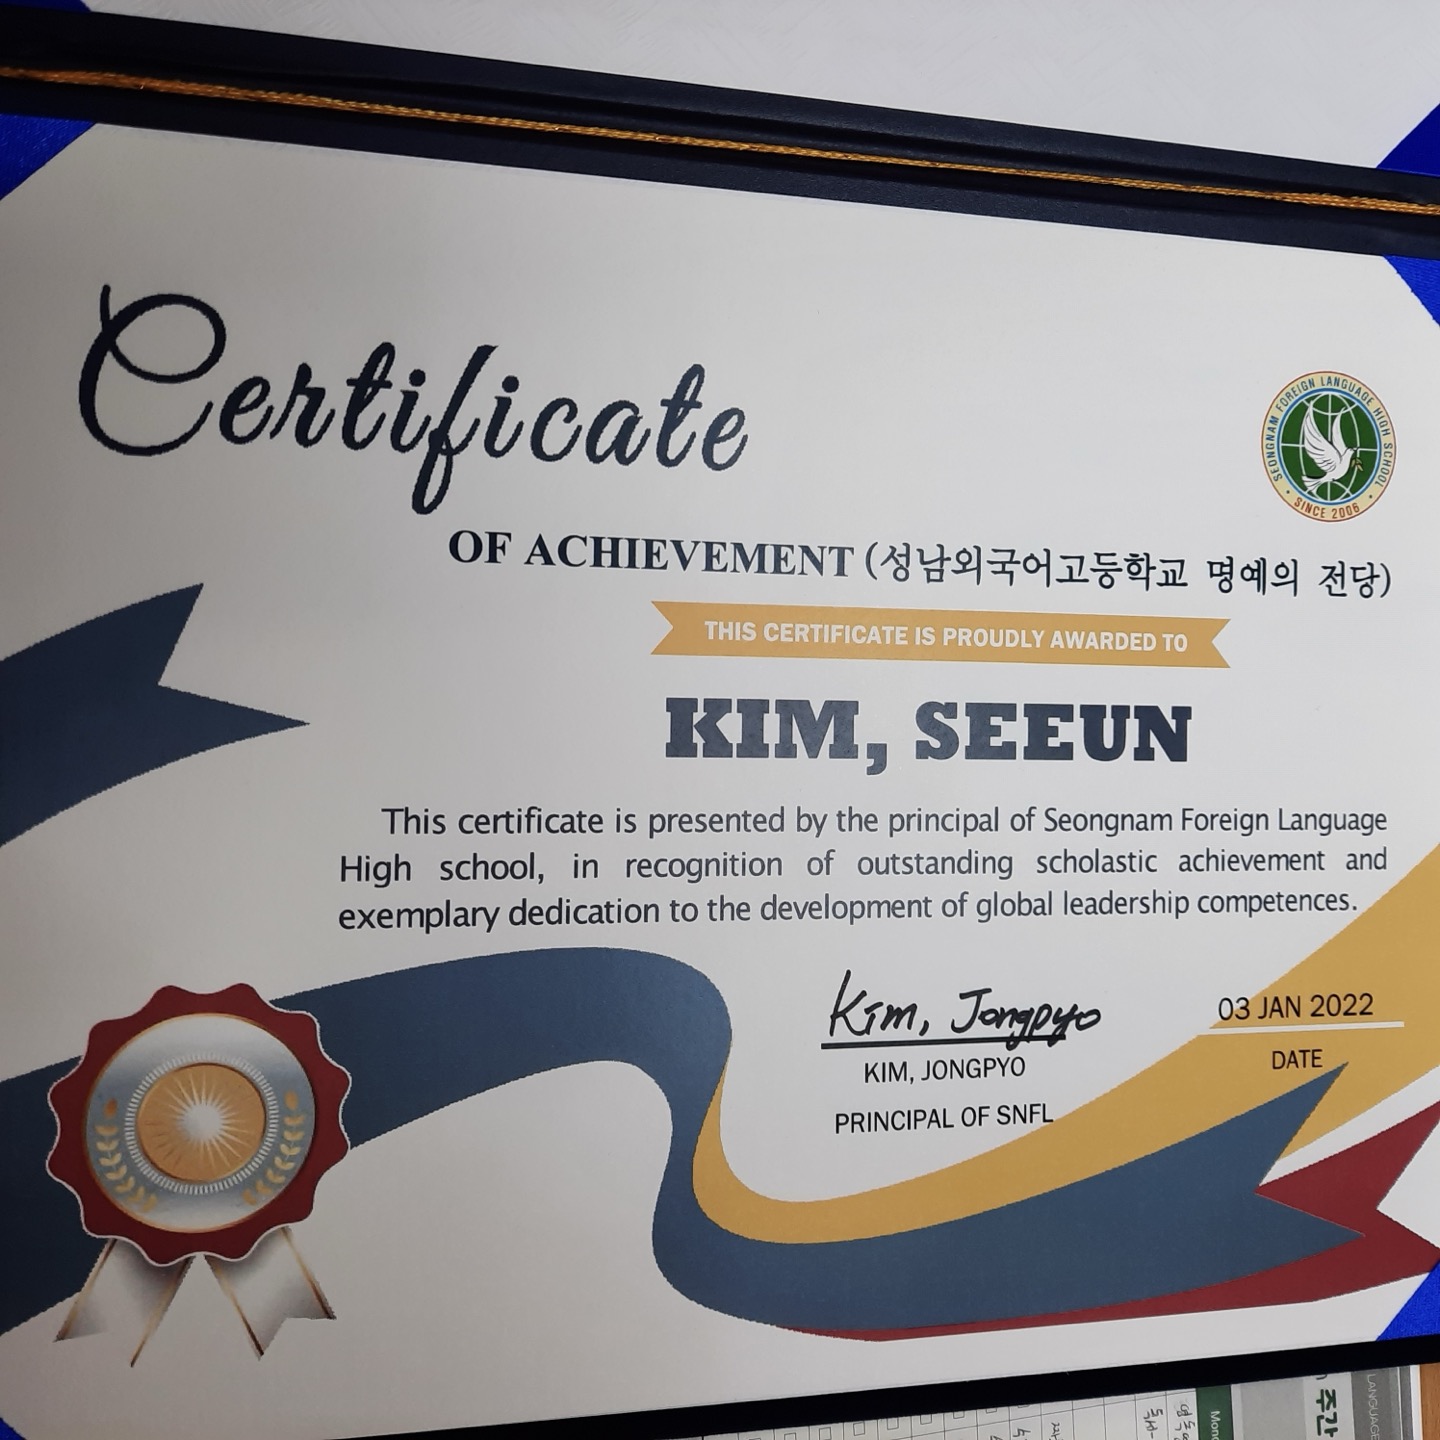 Certificate
SEONGNAM FOREIGN LANGUAGE HIGH SCHOOL
SINCE 2006
OF ACHIEVEMENT (성남외국어고등학교 명예의 전당)
THIS CERTIFICATE IS PROUDLY AWARDED TO
KIM, SEEUN
This certificate is presented by the principal of Seongnam Foreign Language
High school, in recognition of outstanding scholastic achievement and
exemplary dedication to the development of global leadership competences.
Kim, Jongpyo
03 JAN 2022
KIM, JONGPYO
DATE
PRINCIPAL OF SNFL
주간
LANGUAGE